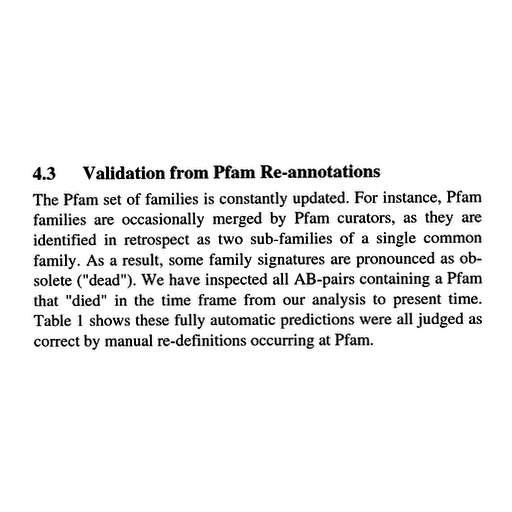 4.3 Validation from Pfam Re-annotations
The Pfam set of families is constantly updated. For instance, Pfam
families are occasionally merged by Pfam curators, as they are
identified in retrospect as two sub-families of a single common
family. As a result, some family signatures are pronounced as ob-
solete ("dead"). We have inspected all AB-pairs containing a Pfam
that "died" in the time frame from our analysis to present time.
Table 1 shows these fully automatic predictions were all judged as
correct by manual re-definitions occurring at Pfam.